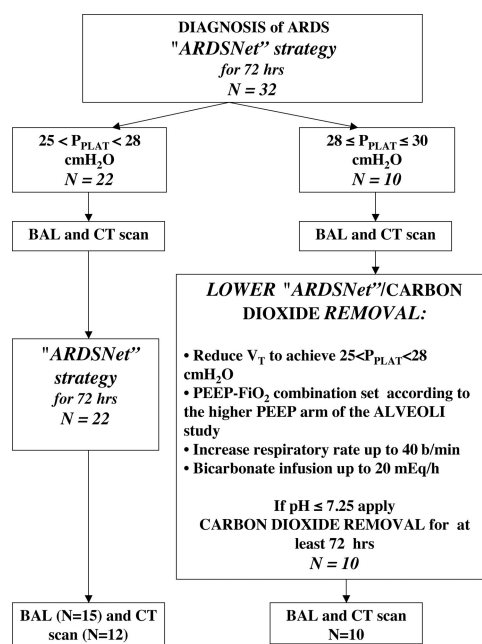 DIAGNOSIS of ARDS
"ARDSNet” strategy
for 72 hrs
N = 32
25 < PPLAT < 28
cmH2O
N = 22
28 ≤ PPLAT ≤ 30
cmH2O
N = 10
BAL and CT scan
BAL and CT scan
"ARDSNet”
strategy
for 72 hrs
N = 22
LOWER "ARDSNet”/CARBON
DIOXIDE REMOVAL:
• Reduce VT to achieve 25<PPLAT<28
cmH2O
• PEEP-FiO2 combination set according to
the higher PEEP arm of the ALVEOLI
study
• Increase respiratory rate up to 40 b/min
• Bicarbonate infusion up to 20 mEq/h
If pH ≤ 7.25 apply
CARBON DIOXIDE REMOVAL for at
least 72 hrs
N = 10
BAL (N=15) and CT
scan (N=12)
BAL and CT scan
N=10